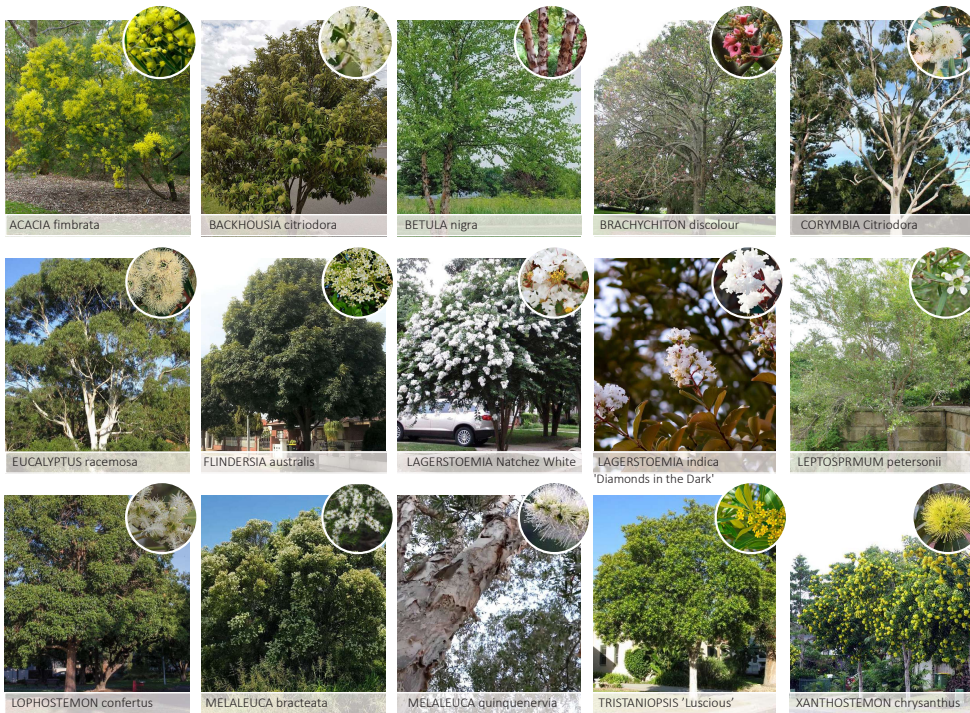 ACACIA fimbrata
BACKHOUSIA citriodora
BETULA nigra
BRACHYCHITON discolour
CORYMBIA Citriodora
EUCALYPTUS racemosa
FLINDERSIA australis
LAGERSTOEMIA Natchez White
LAGERSTOEMIA indica
'Diamonds in the Dark'
LEPTOSPRMUM petersonii
LOPHOSTEMON confertus
MELALEUCA bracteata
MELALEUCA quinquenervia
TRISTANIOPSIS 'Luscious'
XANTHOSTEMON chrysanthus